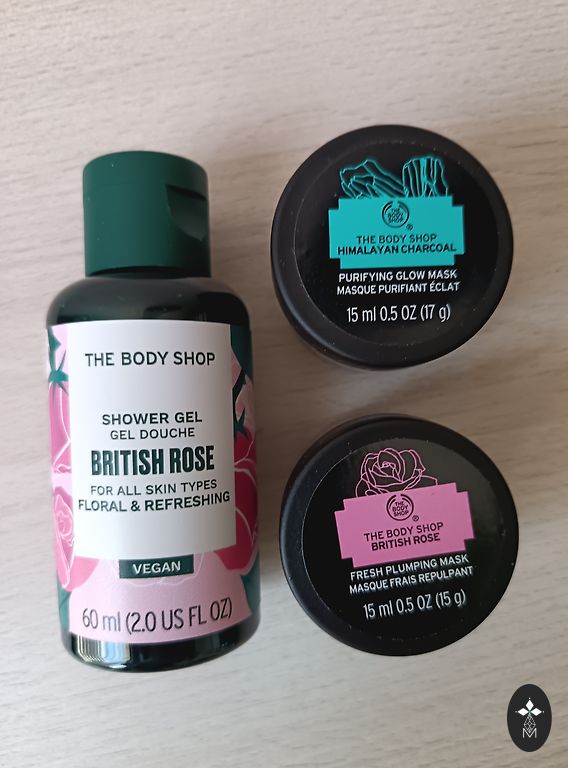 THE BODY SHOP
SHOWER GEL
GEL DOUCHE
BRITISH ROSE
FOR ALL SKIN TYPES
FLORAL & REFRESHING
VEGAN
60 ml (2.0 US FL OZ)
THE
BODY
SHOP
®
THE BODY SHOP
HIMALAYAN CHARCOAL
PURIFYING GLOW MASK
MASQUE PURIFIANT ÉCLAT
15 ml 0.5 OZ (17 g)
THE
BODY
SHOP
®
THE BODY SHOP
BRITISH ROSE
FRESH PLUMPING MASK
MASQUE FRAIS REPULPANT
15 ml 0.5 OZ (15 g)
M